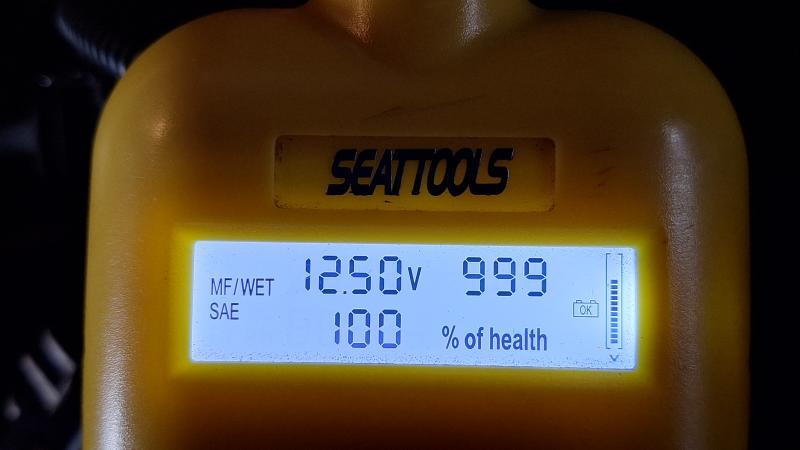 SEATTOOLS
MF/WET 12.50V 999
SAE 100 % of health
OK